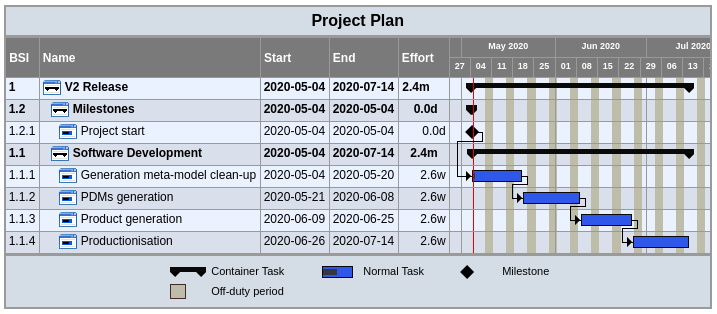 Project Plan
BSI Name Start End Effort May 2020 Jun 2020 Jul 2020
27 04 11 18 25 01 08 15 22 29 06 13
1 V2 Release 2020-05-04 2020-07-14 2.4m
1.2 Milestones 2020-05-04 2020-05-04 0.0d
1.2.1 Project start 2020-05-04 2020-05-04 0.0d
1.1 Software Development 2020-05-04 2020-07-14 2.4m
1.1.1 Generation meta-model clean-up 2020-05-04 2020-05-20 2.6w
1.1.2 PDMs generation 2020-05-21 2020-06-08 2.6w
1.1.3 Product generation 2020-06-09 2020-06-25 2.6w
1.1.4 Productionisation 2020-06-26 2020-07-14 2.6w
Container Task Normal Task Milestone
Off-duty period